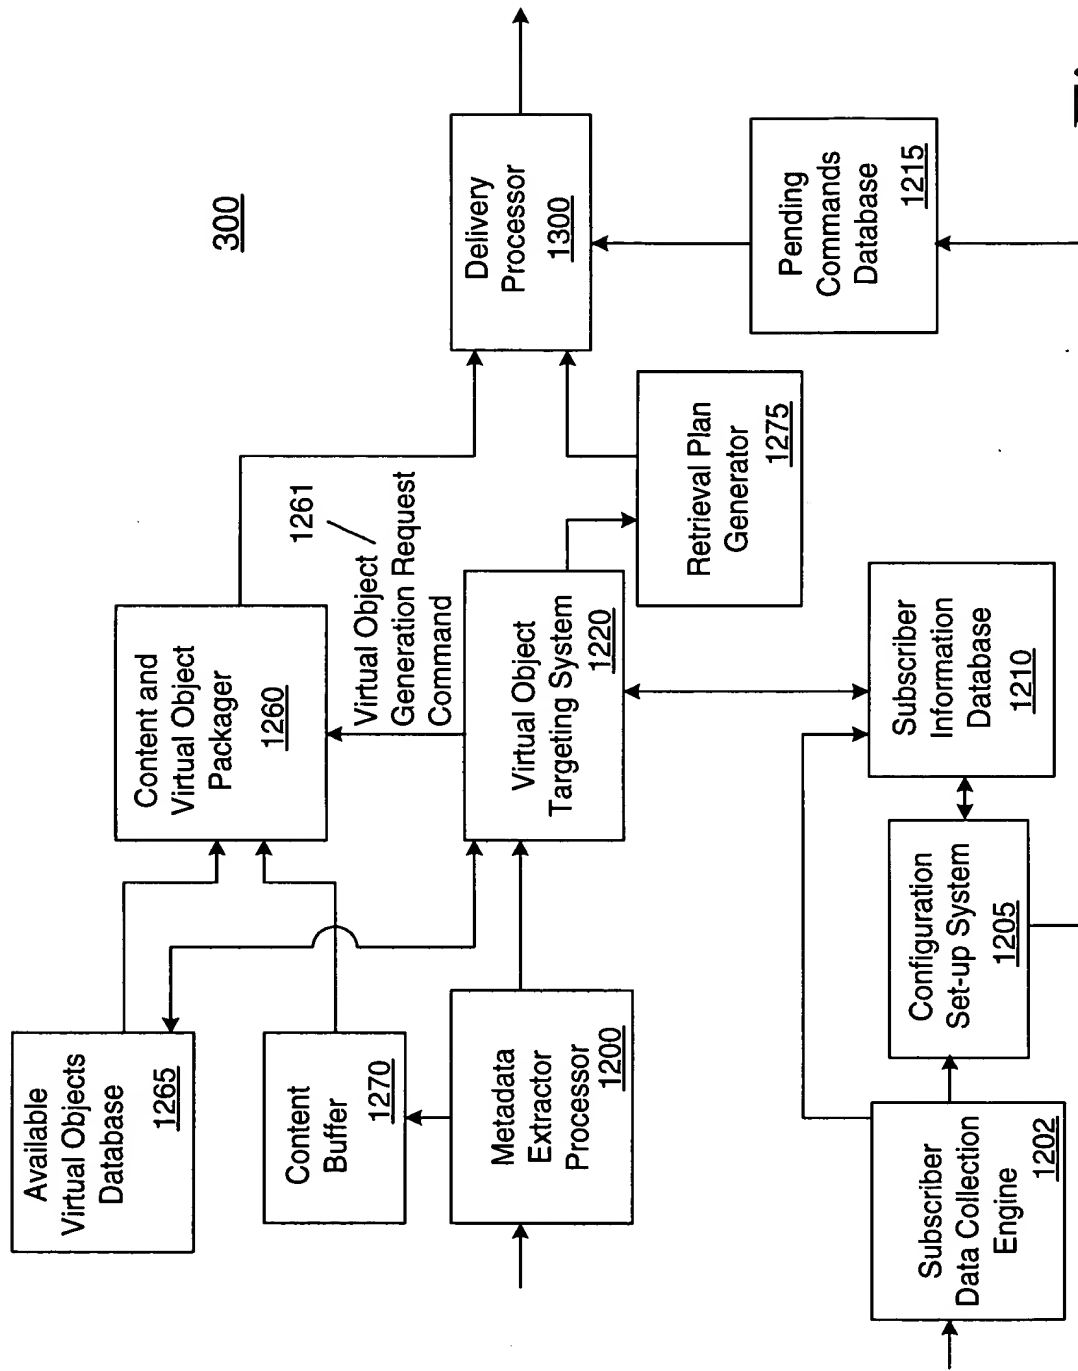 300
Available
Virtual Objects
Database
1265
Content
Buffer
1270
Metadata
Extractor
Processor
1200
Content and
Virtual Object
Packager
1260
1261
Virtual Object
Generation Request
Command
Virtual Object
Targeting System
1220
Retrieval Plan
Generator
1275
Delivery
Processor
1300
Pending
Commands
Database
1215
Subscriber
Data Collection
Engine
1202
Configuration
Set-up System
1205
Subscriber
Information
Database
1210